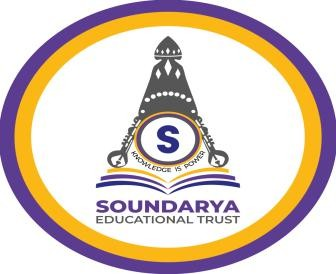 S
KNOWLEDGE IS POWER
SOUNDARYA
EDUCATIONAL TRUST